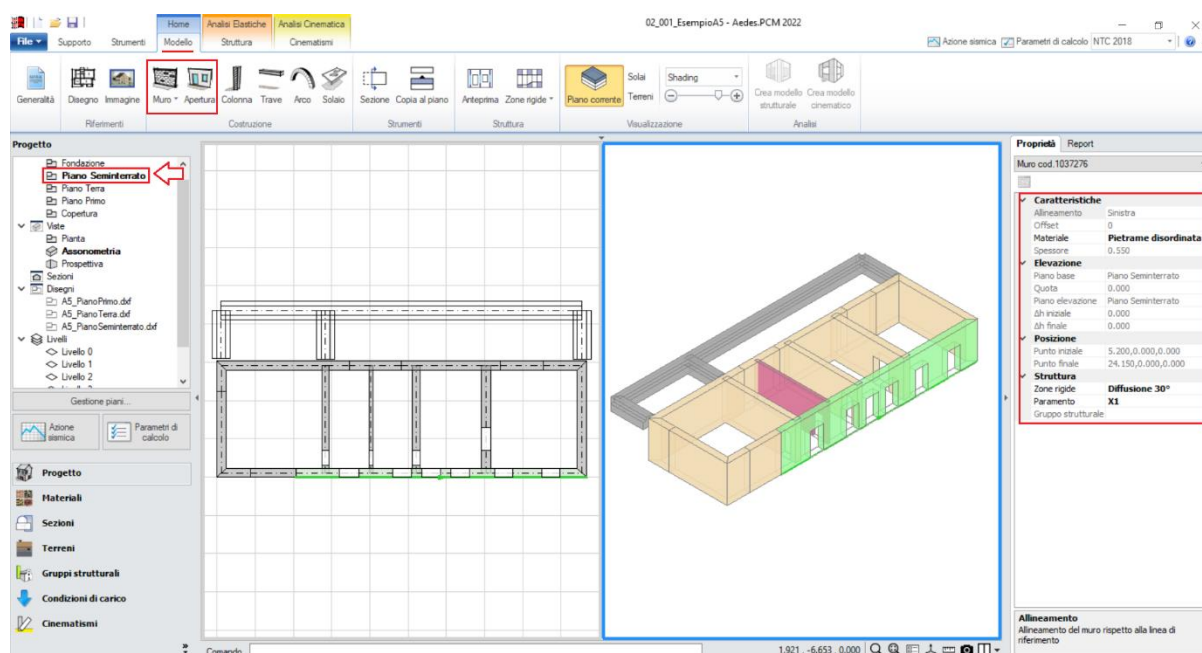 02_001_EsempioA5 - Aedes.PCM 2022
Home Analisi Elastiche Analisi Cinematica
File Supporto Strumenti Modello Struttura Cinematismi
Azione sismica Parametri di calcolo NTC 2018
Generalità Disegno Immagine Muro Apertura Colonna Trave Arco Solaio Sezione Copia al piano Anteprima Zone rigide Piano corrente
Solai
Terreni
Shading
Crea modello strutturale
Crea modello cinematico
Riferimenti Costruzione Strumenti Struttura Visualizzazione Analisi
Progetto
Fondazione
Piano Seminterrato
Piano Terra
Piano Primo
Copertura
Viste
Pianta
Assonometria
Prospettiva
Sezioni
Disegni
A5_PianoPrimo.dxf
A5_PianoTerra.dxf
A5_PianoSeminterrato.dxf
Livelli
Livello 0
Livello 1
Livello 2
Gestione piani...
Azione sismica
Parametri di calcolo
Progetto
Materiali
Sezioni
Terreni
Gruppi strutturali
Condizioni di carico
Cinematismi
Comando
1.921 , -6.653 , 0.000
Proprietà Report
Muro cod.1037276
Caratteristiche
Allineamento Sinistra
Offset 0
Materiale Pietrame disordinata
Spessore 0.550
Elevazione
Piano base Piano Seminterrato
Quota 0.000
Piano elevazione Piano Seminterrato
Δh iniziale 0.000
Δh finale 0.000
Posizione
Punto iniziale 5.200,0.000,0.000
Punto finale 24.150,0.000,0.000
Struttura
Zone rigide Diffusione 30°
Paramento X1
Gruppo strutturale
Allineamento
Allineamento del muro rispetto alla linea di
riferimento